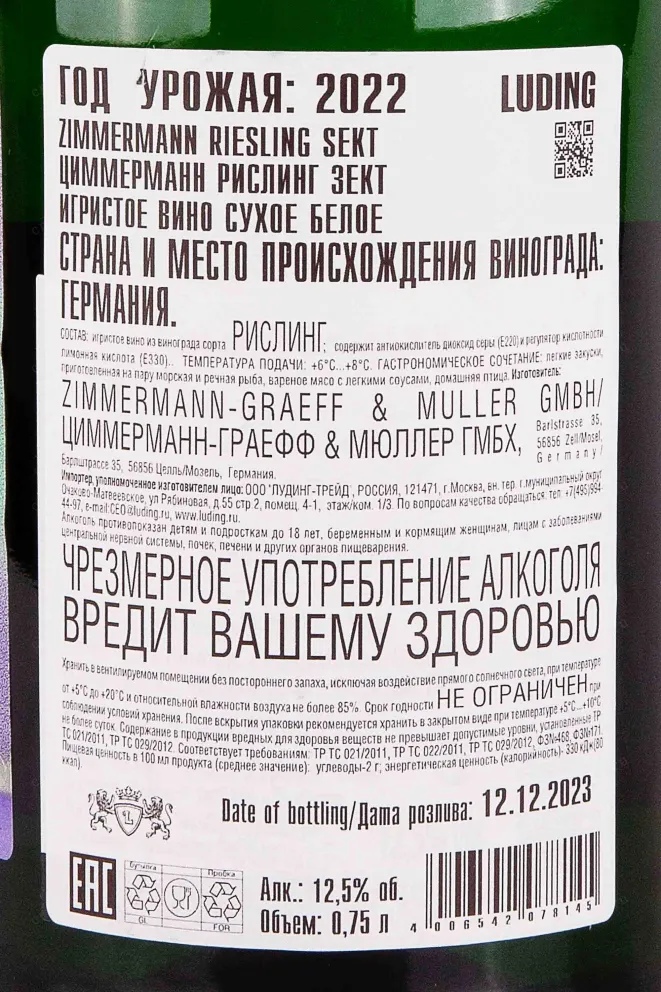 ГОД УРОЖАЯ: 2022
LUDING
ZIMMERMANN RIESLING SEKT
ЦИММЕРМАНН РИСЛИНГ ЗЕКТ
ИГРИСТОЕ ВИНО СУХОЕ БЕЛОЕ
СТРАНА И МЕСТО ПРОИСХОЖДЕНИЯ ВИНОГРАДА:
ГЕРМАНИЯ.
СОСТАВ: игристое вино из винограда сорта РИСЛИНГ; содержит антиокислитель диоксид серы (Е220) и регулятор кислотности
лимонная кислота (Е330).. ТЕМПЕРАТУРА ПОДАЧИ: +6°С...+8°С. ГАСТРОНОМИЧЕСКОЕ СОЧЕТАНИЕ: легкие закуски,
приготовленная на пару морская и речная рыба, вареное мясо с легкими соусами, домашняя птица. Изготовитель:
ZIMMERMANN-GRAEFF & MULLER GMBH/
ЦИММЕРМАНН-ГРАЕФФ & МЮЛЛЕР ГМБХ,
Barlstrasse 35,
56856 Zell/Mosel,
Germany/
Барлштрассе 35, 56856 Целль/Мозель, Германия.
Импортер, уполномоченное изготовителем лицо: ООО "ЛУДИНГ-ТРЕЙД", РОССИЯ, 121471, г.Москва, вн. тер. г.муниципальный округ
Очаково-Матвеевское, ул Рябиновая, д.55 стр 2, помещ. 4-1, этаж/ком. 1/3. По вопросам качества обращаться: тел. +7(495)994-
44-97, e-mail:CEO@luding.ru, www.luding.ru.
Алкоголь противопоказан детям и подросткам до 18 лет, беременным и кормящим женщинам, лицам с заболеваниями
центральной нервной системы, почек, печени и других органов пищеварения.
ЧРЕЗМЕРНОЕ УПОТРЕБЛЕНИЕ АЛКОГОЛЯ
ВРЕДИТ ВАШЕМУ ЗДОРОВЬЮ
Хранить в вентилируемом помещении без постороннего запаха, исключая воздействие прямого солнечного света, при температуре
от +5°С до +20°С и относительной влажности воздуха не более 85%. Срок годности НЕ ОГРАНИЧЕН при
соблюдении условий хранения. После вскрытия упаковки рекомендуется хранить в закрытом виде при температуре +5°С...+10°С
не более суток. Содержание в продукции вредных для здоровья веществ не превышает допустимые уровни, установленные ТР
ТС 021/2011, ТР ТС 029/2012. Соответствует требованиям: ТР ТС 021/2011, ТР ТС 022/2011, ТР ТС 029/2012, ФЗ№468, ФЗ№171.
Пищевая ценность в 100 мл продукта (среднее значение): углеводы-2 г; энергетическая ценность (калорийность)- 330 кДж(80
ккал).
Date of bottling/Дата розлива: 12.12.2023
L
EAC
Бутылка
GL
Пробка
FOR
Алк.: 12,5% об.
Объем: 0,75 л
4 006542 078145